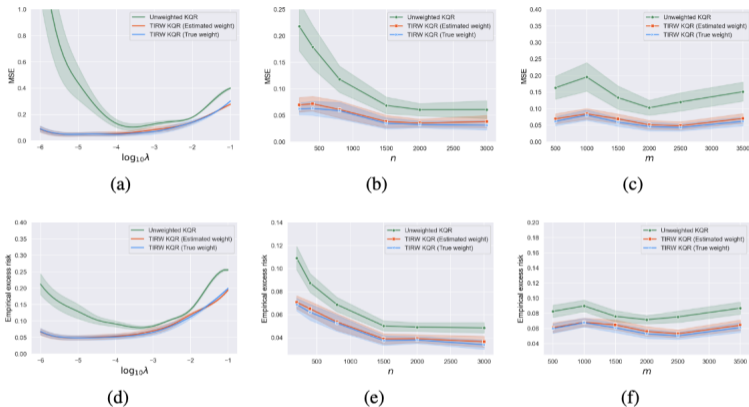 1.0
0.8
0.6
0.4
0.2
0.0
MSE
−6 −5 −4 −3 −2 −1
log₁₀λ
Unweighted KQR
TIRW KQR (Estimated weight)
TIRW KQR (True weight)
(a)
0.25
0.20
0.15
0.10
0.05
0.00
MSE
500 1000 1500 2000 2500 3000
n
Unweighted KQR
TIRW KQR (Estimated weight)
TIRW KQR (True weight)
(b)
0.40
0.35
0.30
0.25
0.20
0.15
0.10
0.05
0.00
MSE
500 1000 1500 2000 2500 3000 3500
m
Unweighted KQR
TIRW KQR (Estimated weight)
TIRW KQR (True weight)
(c)
0.40
0.35
0.30
0.25
0.20
0.15
0.10
0.05
0.00
Empirical excess risk
−6 −5 −4 −3 −2 −1
log₁₀λ
Unweighted KQR
TIRW KQR (Estimated weight)
TIRW KQR (True weight)
(d)
0.14
0.12
0.10
0.08
0.06
0.04
Empirical excess risk
500 1000 1500 2000 2500 3000
n
Unweighted KQR
TIRW KQR (Estimated weight)
TIRW KQR (True weight)
(e)
0.20
0.18
0.16
0.14
0.12
0.10
0.08
0.06
0.04
Empirical excess risk
500 1000 1500 2000 2500 3000 3500
m
Unweighted KQR
TIRW KQR (Estimated weight)
TIRW KQR (True weight)
(f)